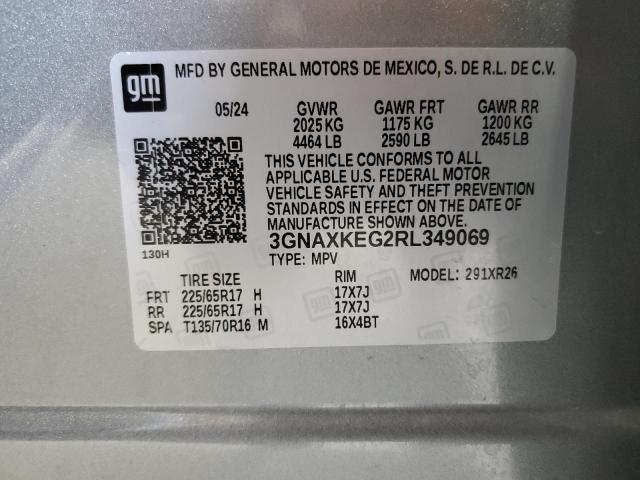 gm
MFD BY GENERAL MOTORS DE MEXICO, S. DE R.L. DE C.V.
05/24 GVWR GAWR FRT GAWR RR
2025 KG 1175 KG 1200 KG
4464 LB 2590 LB 2645 LB
THIS VEHICLE CONFORMS TO ALL
APPLICABLE U.S. FEDERAL MOTOR
VEHICLE SAFETY AND THEFT PREVENTION
STANDARDS IN EFFECT ON THE DATE OF
MANUFACTURE SHOWN ABOVE.
3GNAXKEG2RL349069
130H
TYPE: MPV
TIRE SIZE RIM MODEL: 291XR26
FRT 225/65R17 H 17X7J
RR 225/65R17 H 17X7J
SPA T135/70R16 M 16X4BT